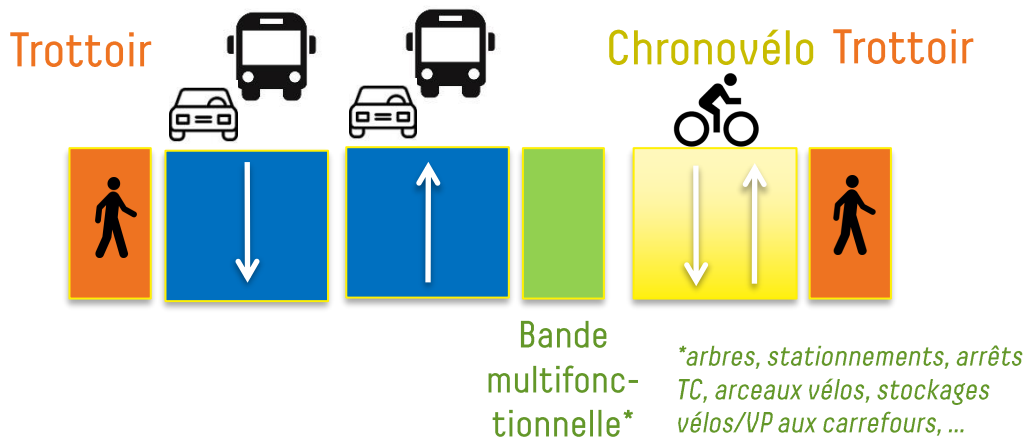 Trottoir
Chronovélo
Trottoir
Bande
multifonc-
tionnelle*
*arbres, stationnements, arrêts
TC, arceaux vélos, stockages
vélos/VP aux carrefours, ...